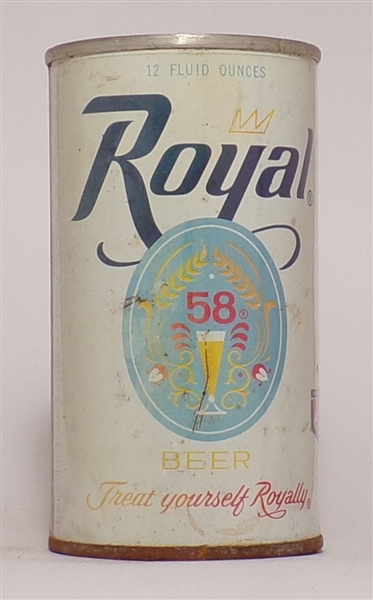 12 FLUID OUNCES
Royal®
58®
BEER
Treat yourself Royally®